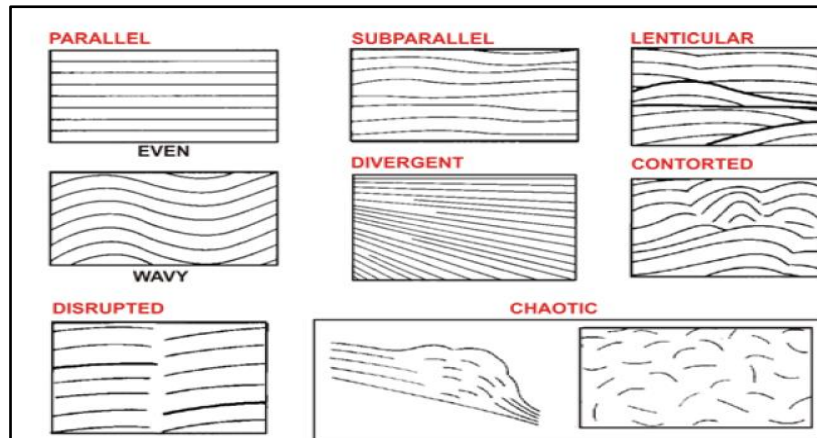 PARALLEL
SUBPARALLEL
LENTICULAR
EVEN
DIVERGENT
CONTORTED
WAVY
DISRUPTED
CHAOTIC